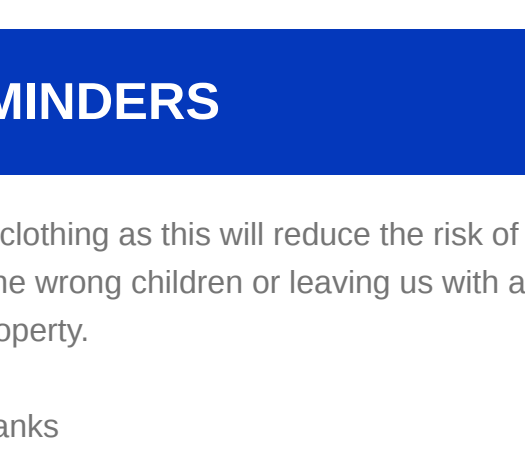 MINDERS
clothing as this will reduce the risk of
he wrong children or leaving us with a
operty.
anks